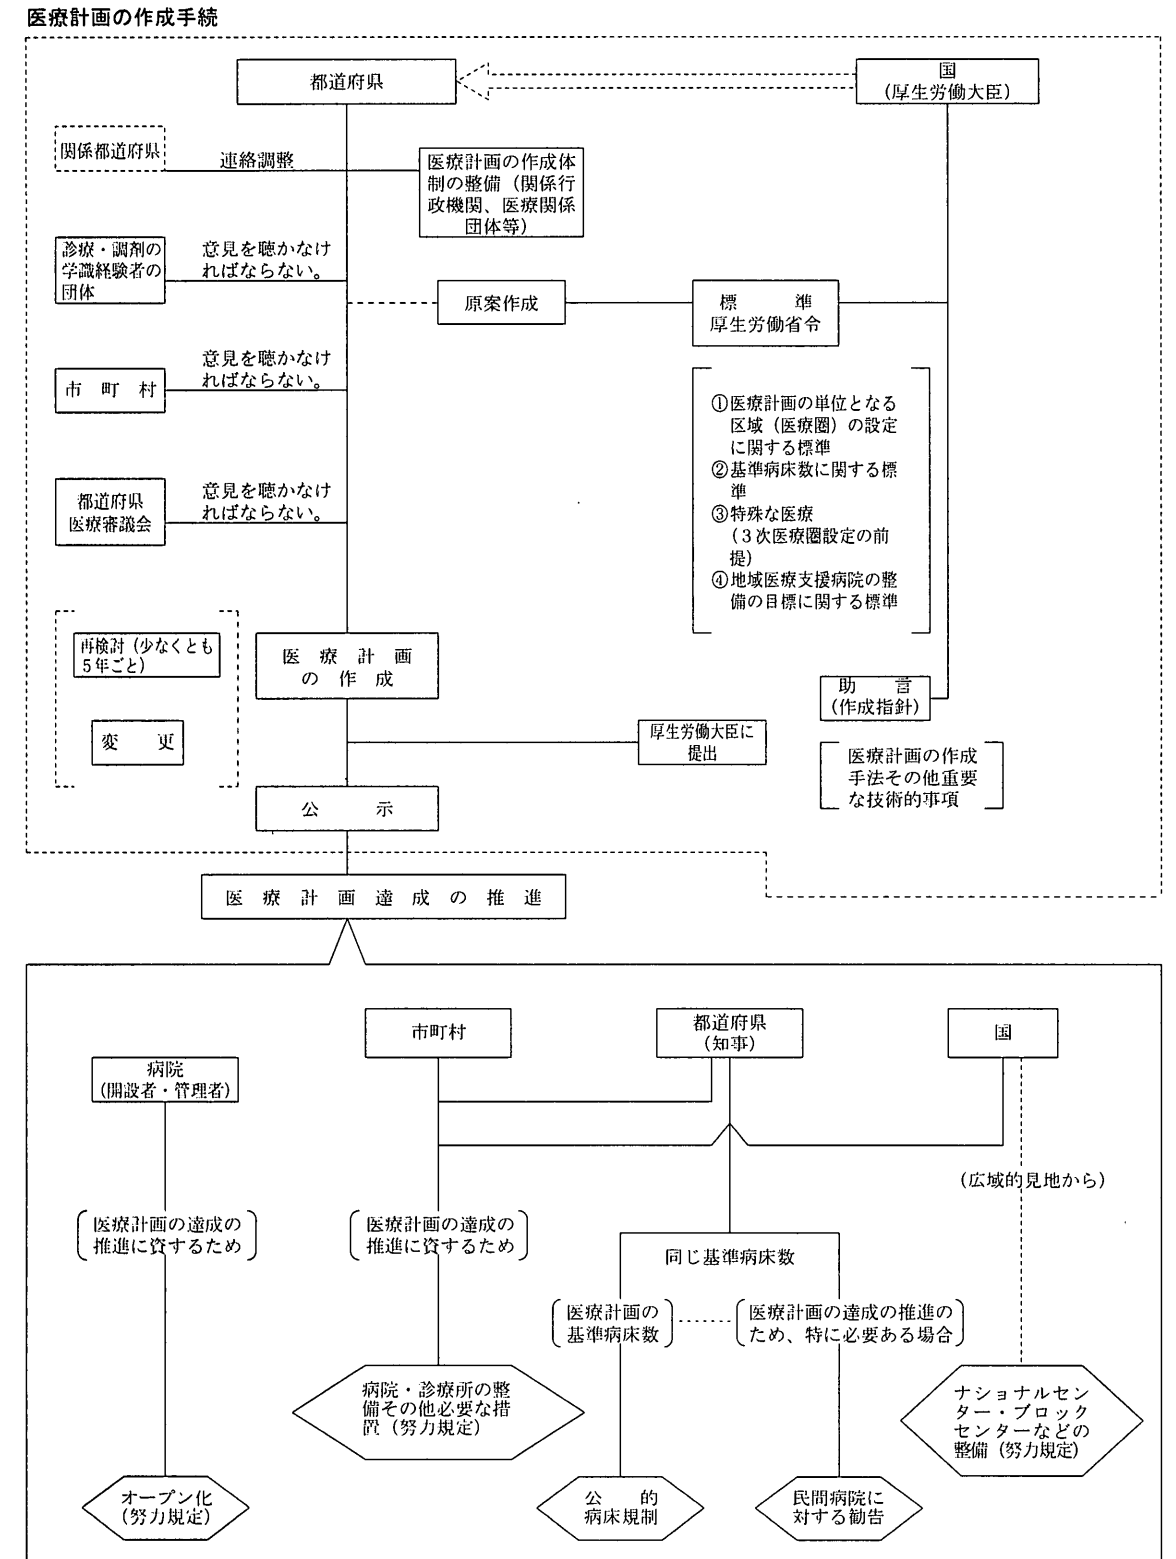 医療計画の作成手続
都道府県
国
(厚生労働大臣)
関係都道府県
連絡調整
医療計画の作成体
制の整備（関係行
政機関、医療関係
団体等）
診療・調剤の
学識経験者の
団体
意見を聴かなけ
ればならない。
原案作成
標　準
厚生労働省令
市町村
意見を聴かなけ
ればならない。
①医療計画の単位となる
区域（医療圏）の設定
に関する標準
②基準病床数に関する標
準
③特殊な医療
（３次医療圏設定の前
提)
④地域医療支援病院の整
備の目標に関する標準
都道府県
医療審議会
意見を聴かなけ
ればならない。
再検討（少なくとも
５年ごと）
変　更
医療計画
の作成
助　言
(作成指針)
厚生労働大臣に
提出
医療計画の作成
手法その他重要
な技術的事項
公　示
医療計画達成の推進
市町村
都道府県
(知事)
国
病院
(開設者・管理者)
(広域的見地から)
医療計画の達成の
推進に資するため
医療計画の達成の
推進に資するため
同じ基準病床数
医療計画の
基準病床数
医療計画の達成の推進の
ため、特に必要ある場合
病院・診療所の整
備その他必要な措
置（努力規定）
ナショナルセン
ター・ブロック
センターなどの
整備（努力規定）
オープン化
(努力規定)
公　的
病床規制
民間病院に
対する勧告